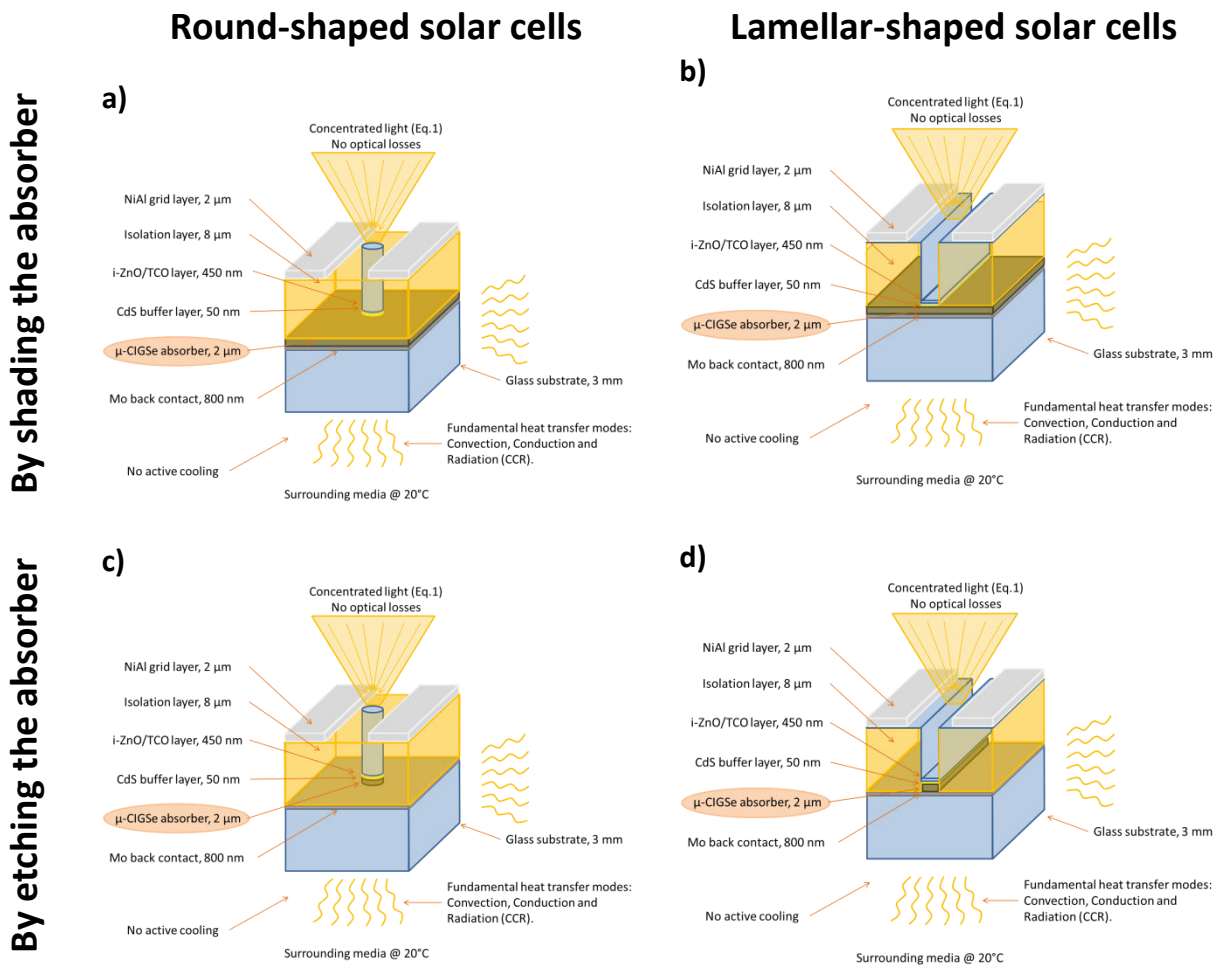 Round-shaped solar cells
Lamellar-shaped solar cells
By shading the absorber
a)
Concentrated light (Eq.1)
No optical losses
NiAl grid layer, 2 µm
Isolation layer, 8 µm
i-ZnO/TCO layer, 450 nm
CdS buffer layer, 50 nm
µ-CIGSe absorber, 2 µm
Mo back contact, 800 nm
Glass substrate, 3 mm
Fundamental heat transfer modes:
Convection, Conduction and
Radiation (CCR).
No active cooling
Surrounding media @ 20°C
b)
Concentrated light (Eq.1)
No optical losses
NiAl grid layer, 2 µm
Isolation layer, 8 µm
i-ZnO/TCO layer, 450 nm
CdS buffer layer, 50 nm
µ-CIGSe absorber, 2 µm
Mo back contact, 800 nm
Glass substrate, 3 mm
Fundamental heat transfer modes:
Convection, Conduction and
Radiation (CCR).
No active cooling
Surrounding media @ 20°C
By etching the absorber
c)
Concentrated light (Eq.1)
No optical losses
NiAl grid layer, 2 µm
Isolation layer, 8 µm
i-ZnO/TCO layer, 450 nm
CdS buffer layer, 50 nm
µ-CIGSe absorber, 2 µm
Mo back contact, 800 nm
Glass substrate, 3 mm
Fundamental heat transfer modes:
Convection, Conduction and
Radiation (CCR).
No active cooling
Surrounding media @ 20°C
d)
Concentrated light (Eq.1)
No optical losses
NiAl grid layer, 2 µm
Isolation layer, 8 µm
i-ZnO/TCO layer, 450 nm
CdS buffer layer, 50 nm
µ-CIGSe absorber, 2 µm
Mo back contact, 800 nm
Glass substrate, 3 mm
Fundamental heat transfer modes:
Convection, Conduction and
Radiation (CCR).
No active cooling
Surrounding media @ 20°C